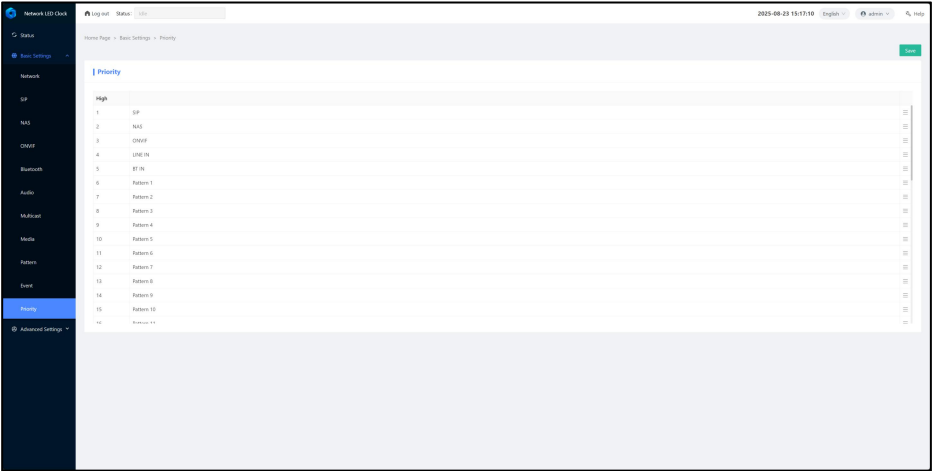 Network LED Clock
Log out Status: Idle 2025-08-23 15:17:10 English admin Help
Status
Home Page > Basic Settings > Priority
Basic Settings
Save
Priority
Network
High
SIP
1 SIP
2 NAS
NAS
3 ONVIF
ONVIF
4 LINE IN
5 BT IN
Bluetooth
6 Pattern 1
Audio
7 Pattern 2
8 Pattern 3
Multicast
9 Pattern 4
Media
10 Pattern 5
11 Pattern 6
Pattern
12 Pattern 7
13 Pattern 8
Event
14 Pattern 9
Priority
15 Pattern 10
16 Pattern 11
Advanced Settings